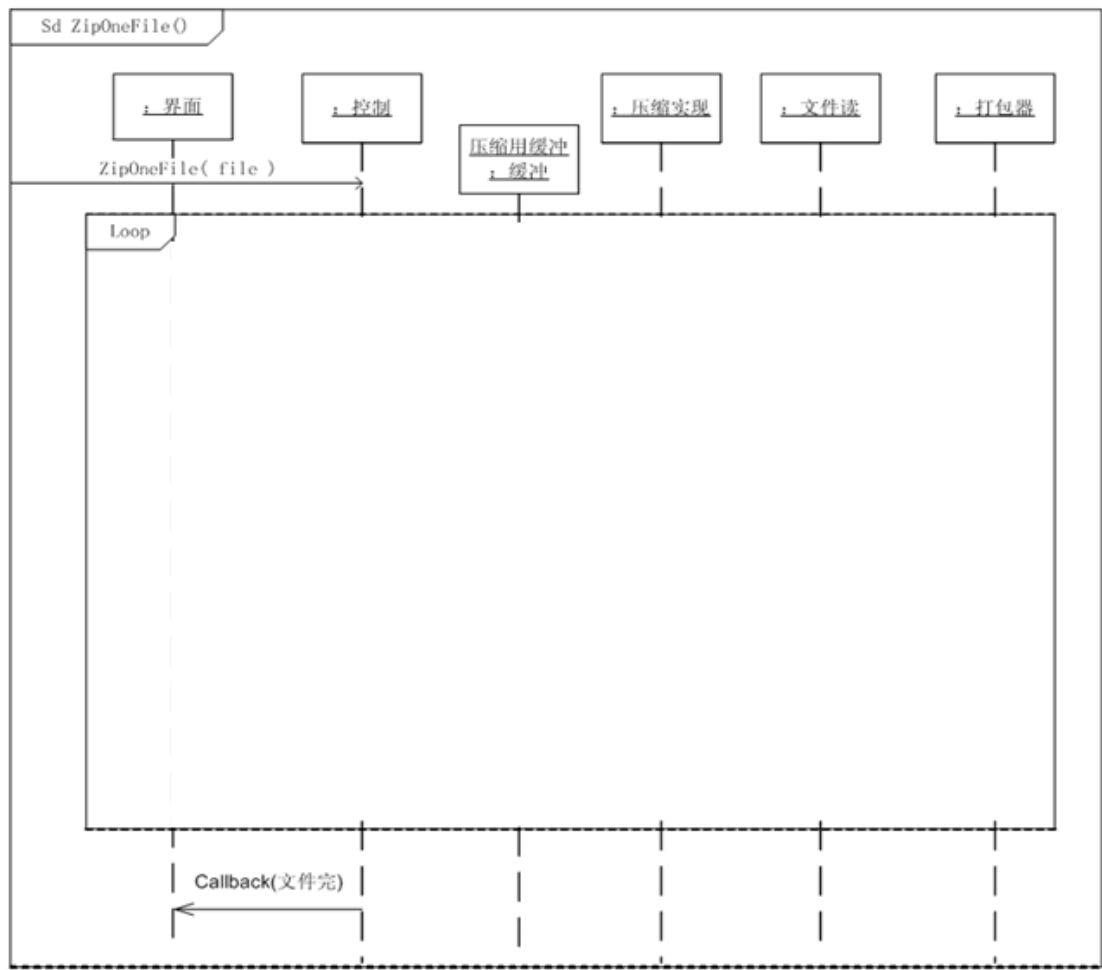 Sd ZipOneFile()
: 界面
: 控制
压缩用缓冲
: 缓冲
: 压缩实现
: 文件读
: 打包器
ZipOneFile( file )
Loop
Callback(文件完)